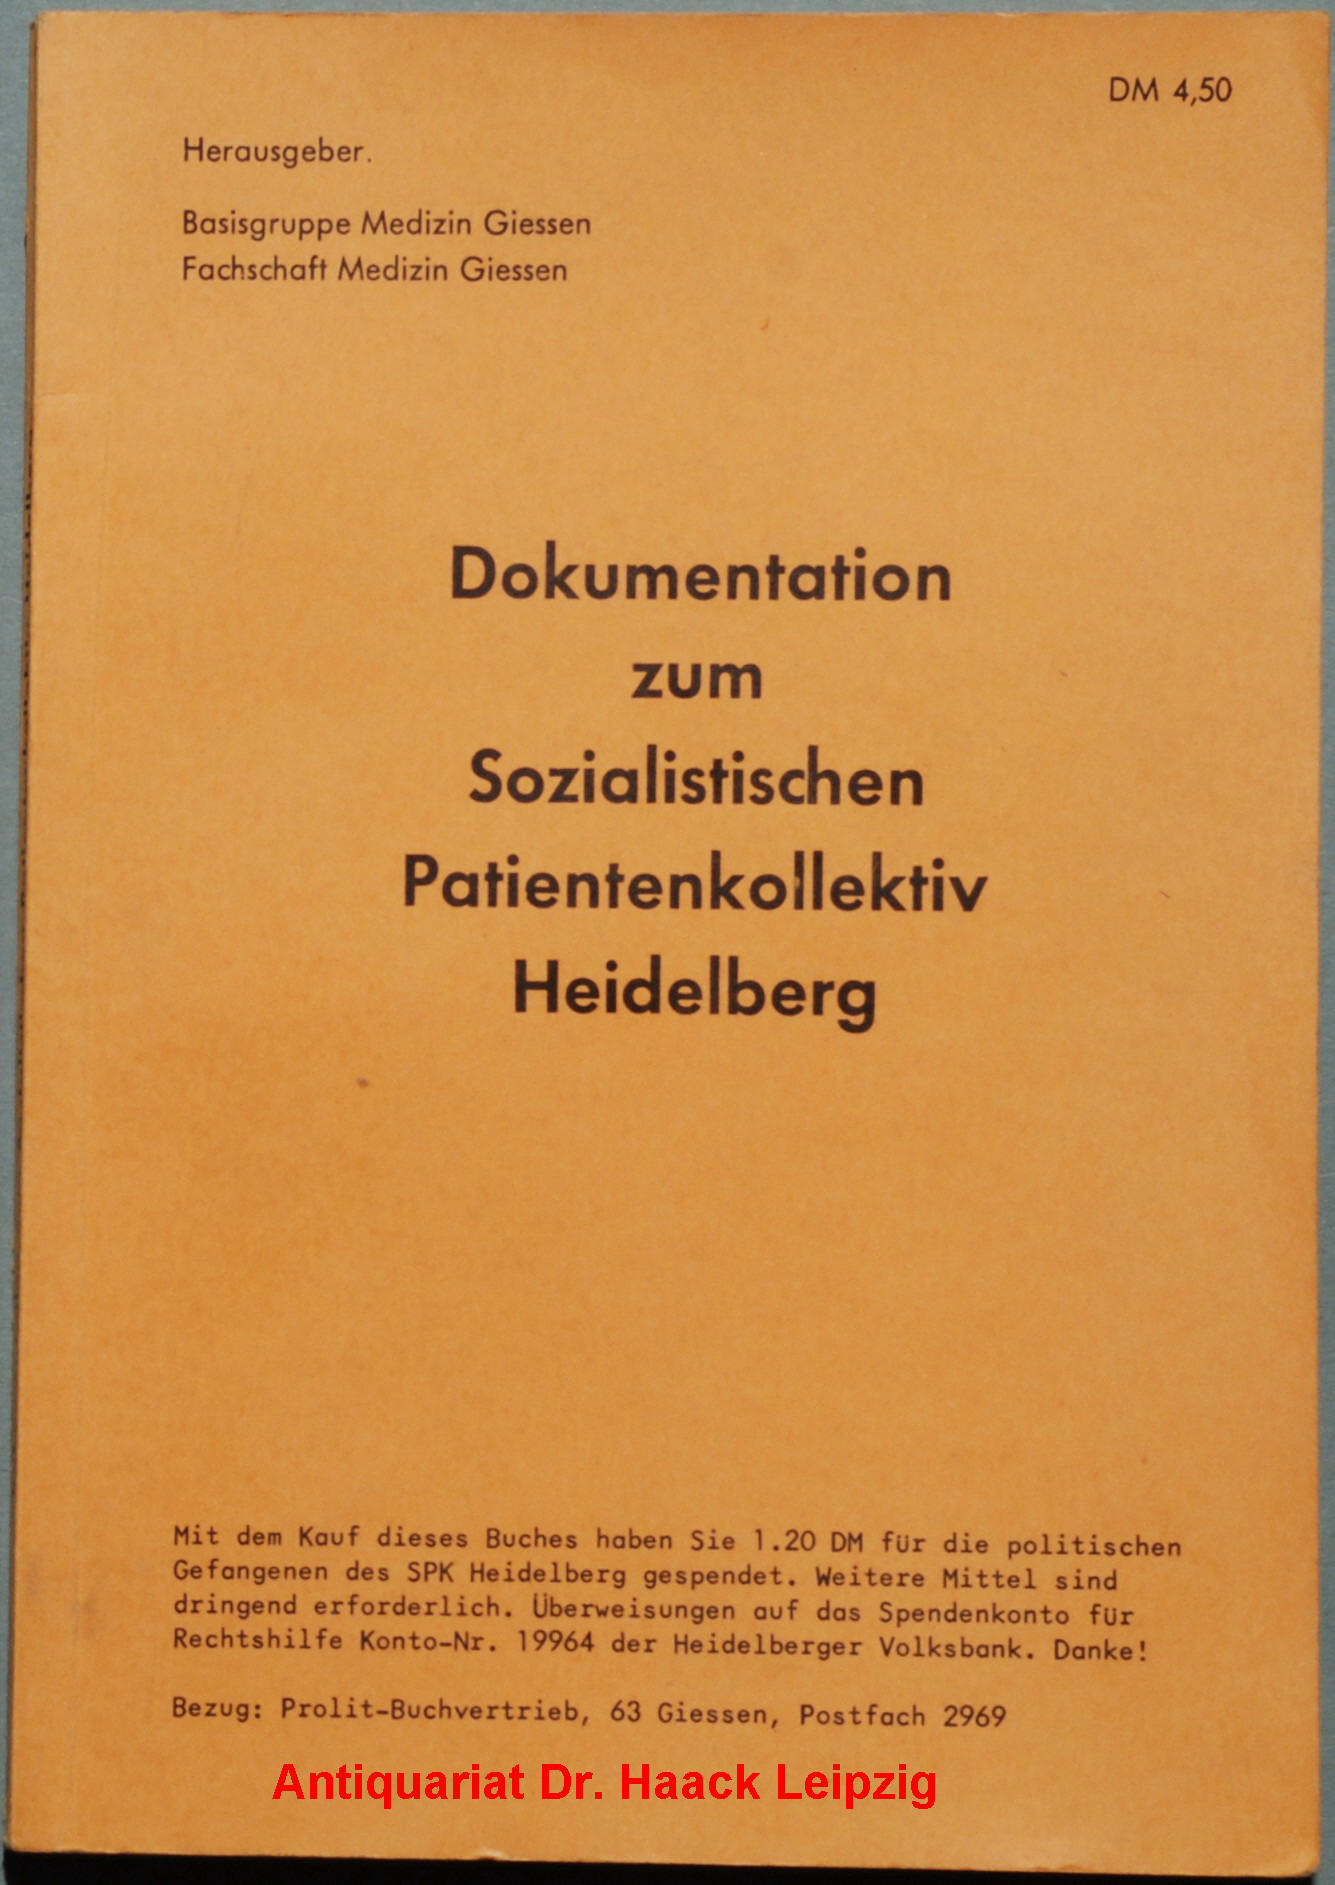 DM 4,50
Herausgeber.
Basisgruppe Medizin Giessen
Fachschaft Medizin Giessen
Dokumentation
zum
Sozialistischen
Patientenkollektiv
Heidelberg
Mit dem Kauf dieses Buches haben Sie 1.20 DM für die politischen
Gefangenen des SPK Heidelberg gespendet. Weitere Mittel sind
dringend erforderlich. Überweisungen auf das Spendenkonto für
Rechtshilfe Konto-Nr. 19964 der Heidelberger Volksbank. Danke!
Bezug: Prolit-Buchvertrieb, 63 Giessen, Postfach 2969
Antiquariat Dr. Haack Leipzig